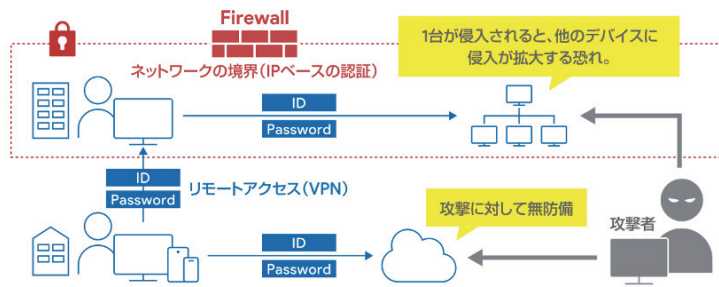 Firewall
ネットワークの境界(IPベースの認証)
1台が侵入されると、他のデバイスに
侵入が拡大する恐れ。
ID
Password
ID
Password
リモートアクセス(VPN)
攻撃に対して無防備
攻撃者
ID
Password